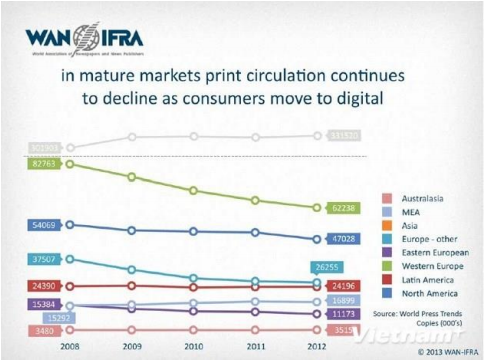 WAN IFRA
World Association of Newspapers and News Publishers
in mature markets print circulation continues
to decline as consumers move to digital
301903
331820
82763
62238
54069
47028
37507
26255
24390
24196
15384
16899
15292
11173
3480
3515
2008 2009 2010 2011 2012
Australasia
MEA
Asia
Europe - other
Eastern European
Western Europe
Latin America
North America
Source: World Press Trends
Copies (000's)
Vietnam+
© 2013 WAN-IFRA